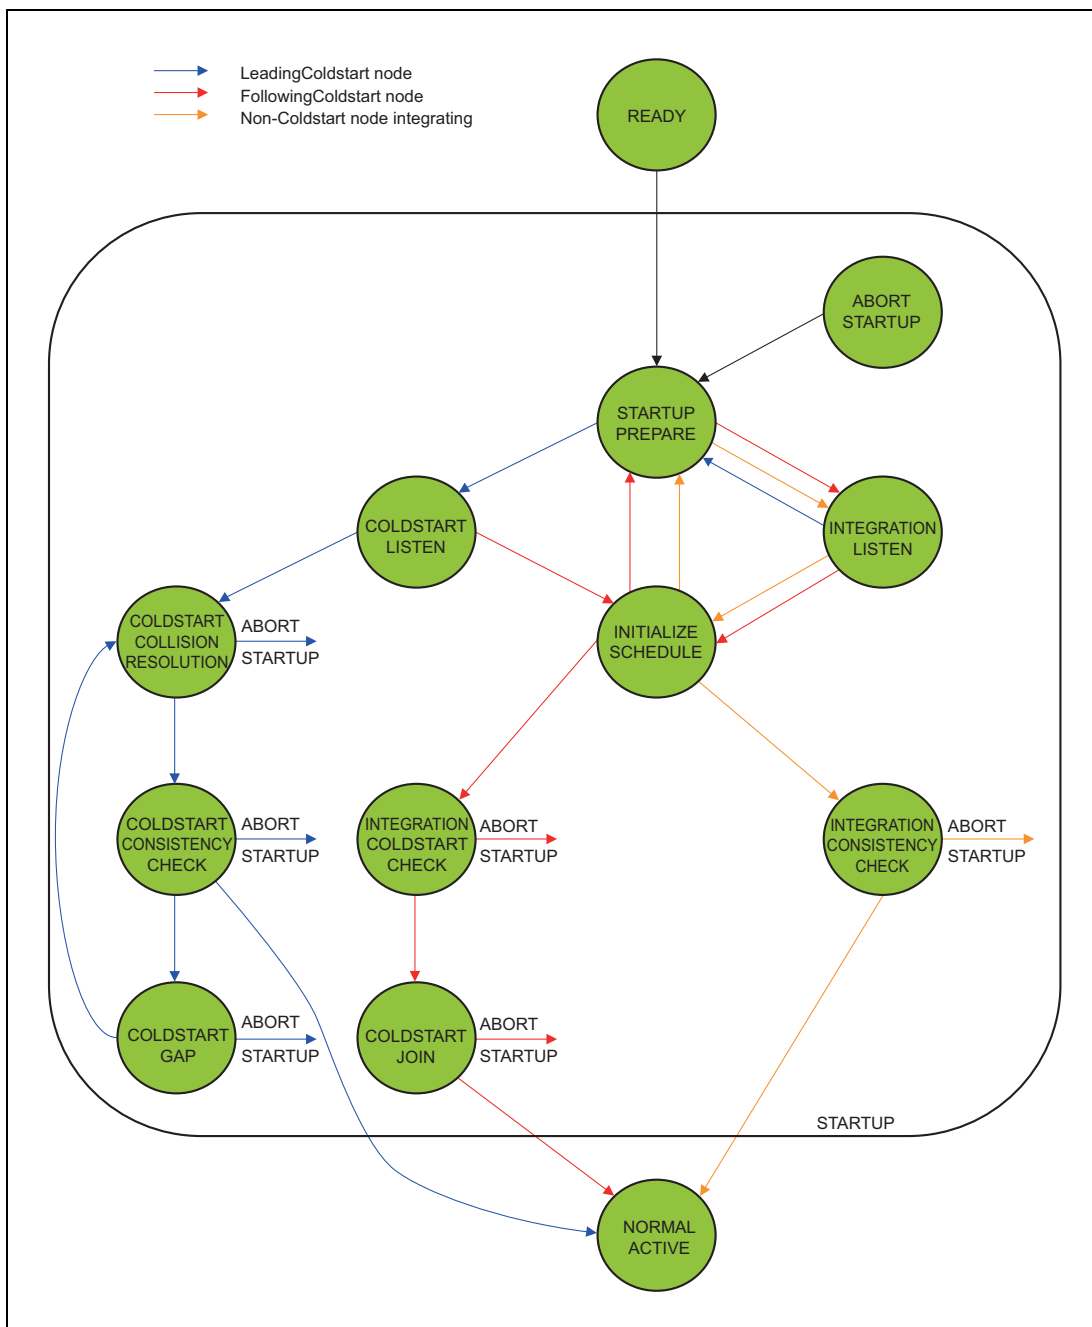 LeadingColdstart node
FollowingColdstart node
Non-Coldstart node integrating
READY
ABORT
STARTUP
STARTUP
PREPARE
COLDSTART
LISTEN
INTEGRATION
LISTEN
COLDSTART
COLLISION
RESOLUTION
ABORT
STARTUP
INITIALIZE
SCHEDULE
COLDSTART
CONSISTENCY
CHECK
ABORT
STARTUP
INTEGRATION
COLDSTART
CHECK
ABORT
STARTUP
INTEGRATION
CONSISTENCY
CHECK
ABORT
STARTUP
COLDSTART
GAP
ABORT
STARTUP
COLDSTART
JOIN
ABORT
STARTUP
STARTUP
NORMAL
ACTIVE